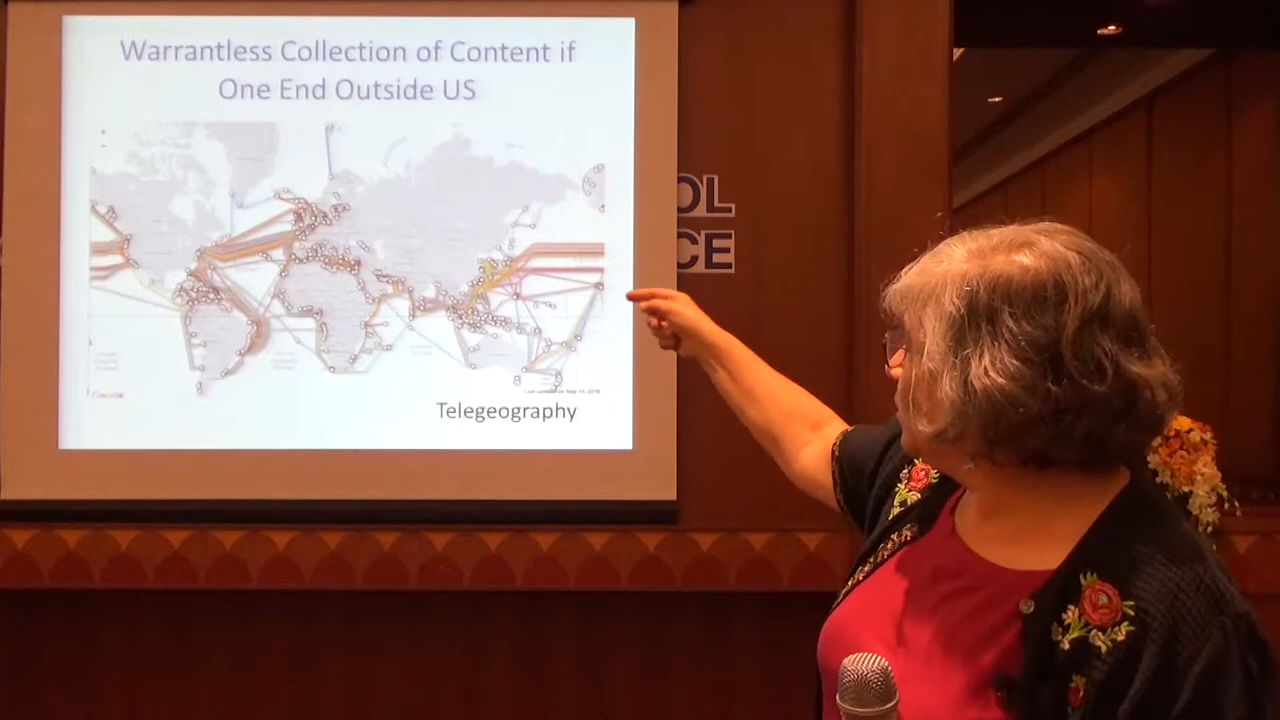 Warrantless Collection of Content if
One End Outside US
OL
CE
Telegeography